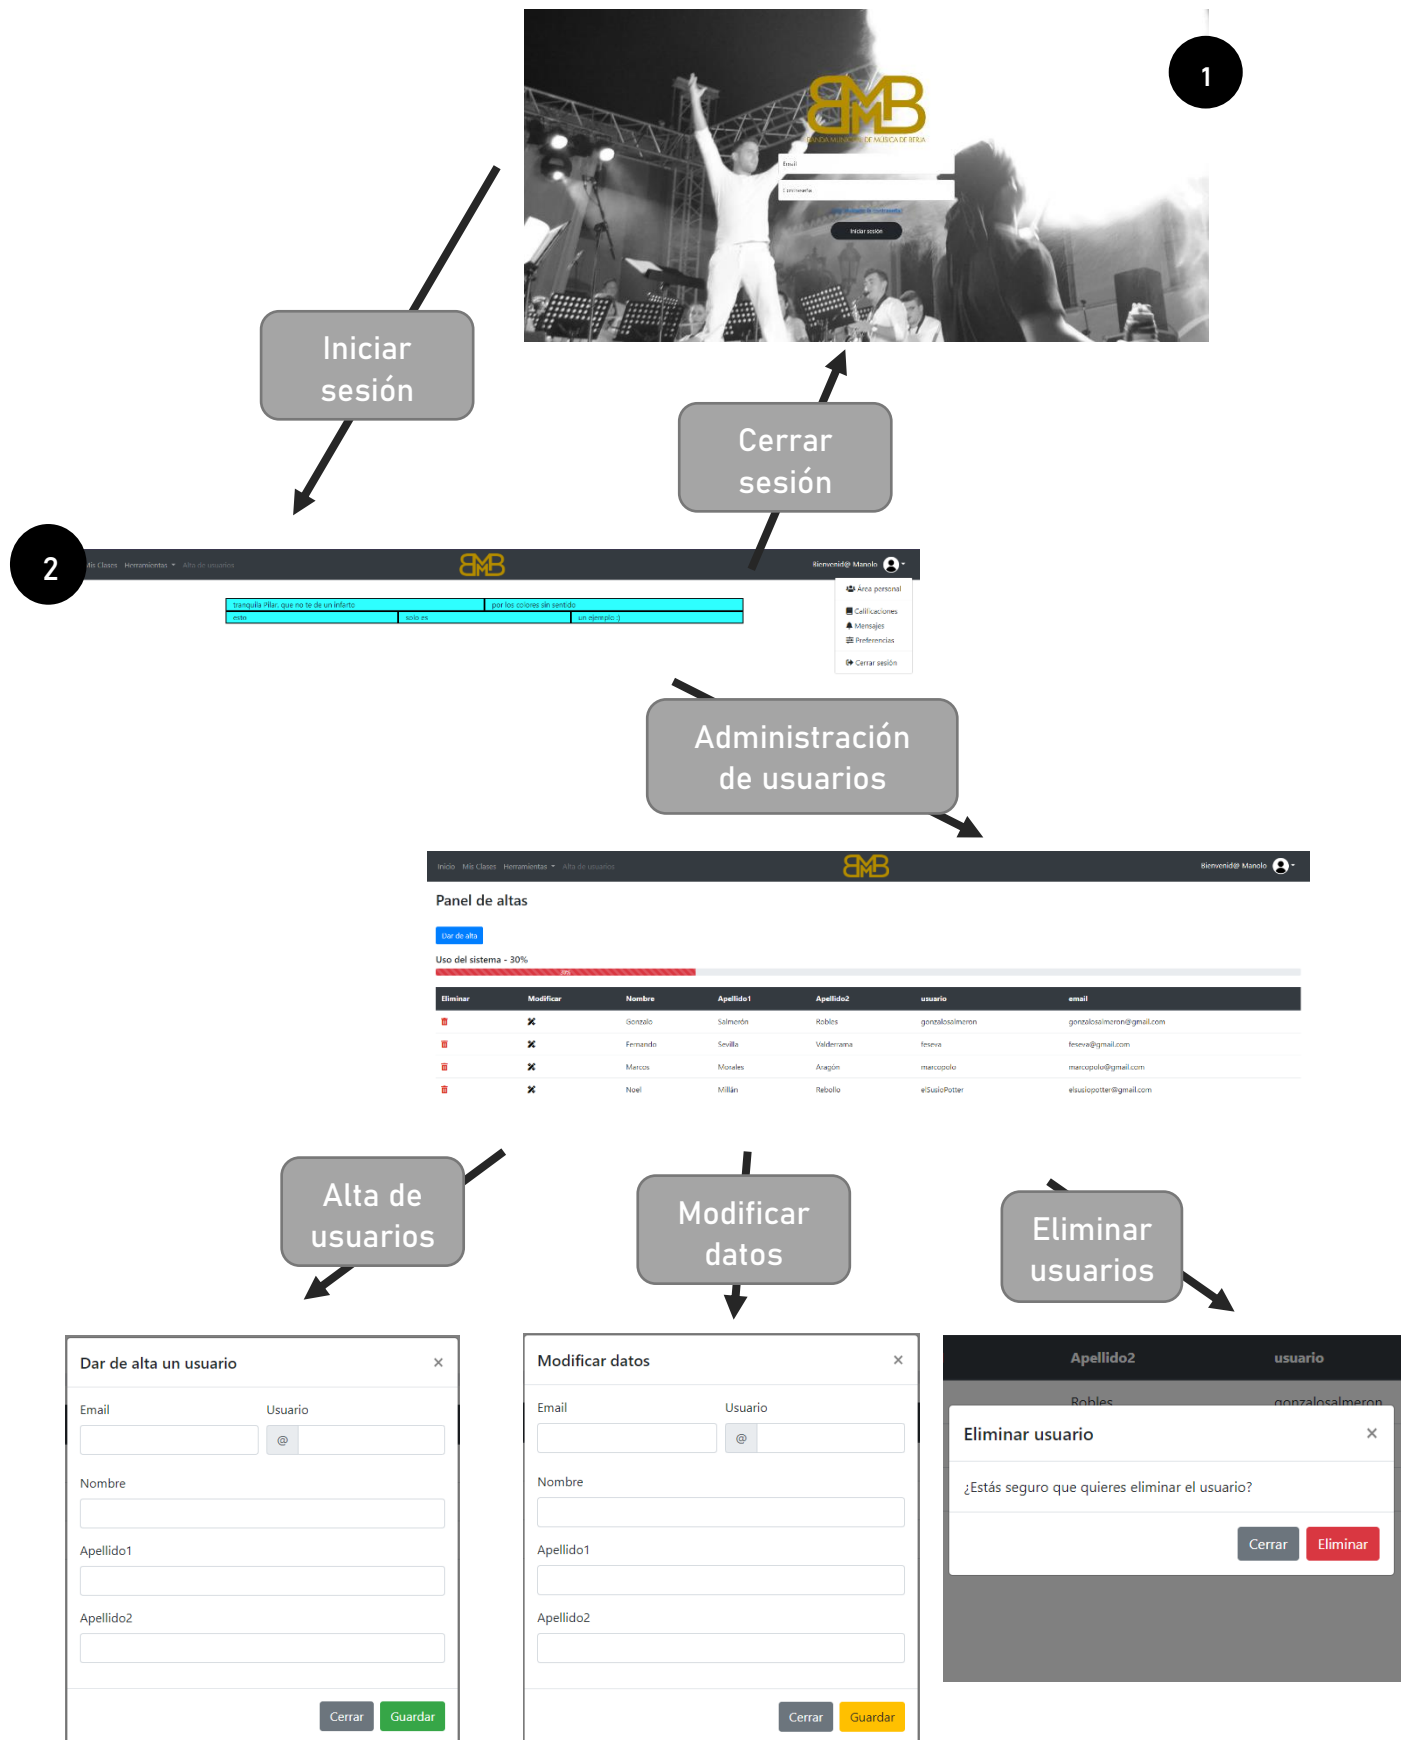 1
BMB
BANDA MUNICIPAL DE MÚSICA DE BERJA
Email
Contraseña
Iniciar sesión
Iniciar
sesión
Cerrar
sesión
2
Mis Clases Herramientas Alta de usuarios
BMB
Bienvenid@ Manolo
Área personal
Calificaciones
Mensajes
Preferencias
Cerrar sesión
tranquila Pilar, que no te de un infarto por los colores sin sentido
esto solo es un ejemplo :)
Administración
de usuarios
Inicio Mis Clases Herramientas Alta de usuarios
BMB
Bienvenid@ Manolo
Panel de altas
Dar de alta
Uso del sistema - 30%
Eliminar Modificar Nombre Apellido1 Apellido2 usuario email
Gonzalo Salmerón Robles gonzalosalmeron gonzalosalmeron@gmail.com
Fernando Sevilla Valderrama feseva feseva@gmail.com
Marcos Morales Aragón marcopolo marcopolo@gmail.com
Noel Millán Rebollo elSusioPotter elsusiopotter@gmail.com
Alta de
usuarios
Modificar
datos
Eliminar
usuarios
Dar de alta un usuario ×
Email Usuario
@
Nombre
Apellido1
Apellido2
Cerrar Guardar
Modificar datos ×
Email Usuario
@
Nombre
Apellido1
Apellido2
Cerrar Guardar
Apellido2 usuario
Robles gonzalosalmeron
Eliminar usuario ×
¿Estás seguro que quieres eliminar el usuario?
Cerrar Eliminar